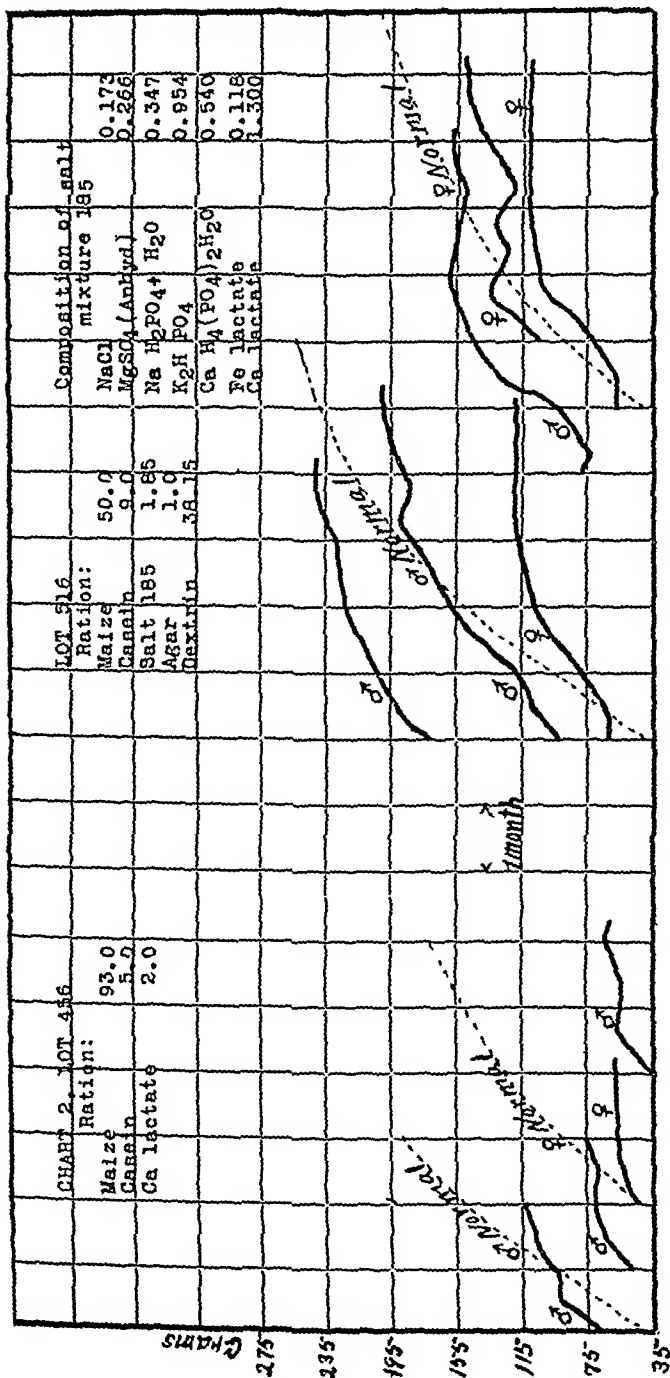 CHART 2. LOT 456
Ration:
Maize 93.0
Casein 5.0
Ca lactate 2.0
LOT 516
Ration:
Maize 50.0
Casein 9.0
Salt 185 1.85
Agar 1.0
Dextrin 38.15
Composition of salt
mixture 185
NaCl 0.173
MgSO4(Anhyd) 0.266
Na H2PO4+ H2O 0.347
K2H PO4 0.954
Ca H4(PO4)2H2O 0.540
Fe lactate 0.118
Ca lactate 1.300
Grams
275
235
195
155
115
75
35
♂
♂ Normal
♂
♀ Normal
♀
♂
< 1month >
♂
♂ Normal
♂
♀
♂
♀
♀ Normal
♀